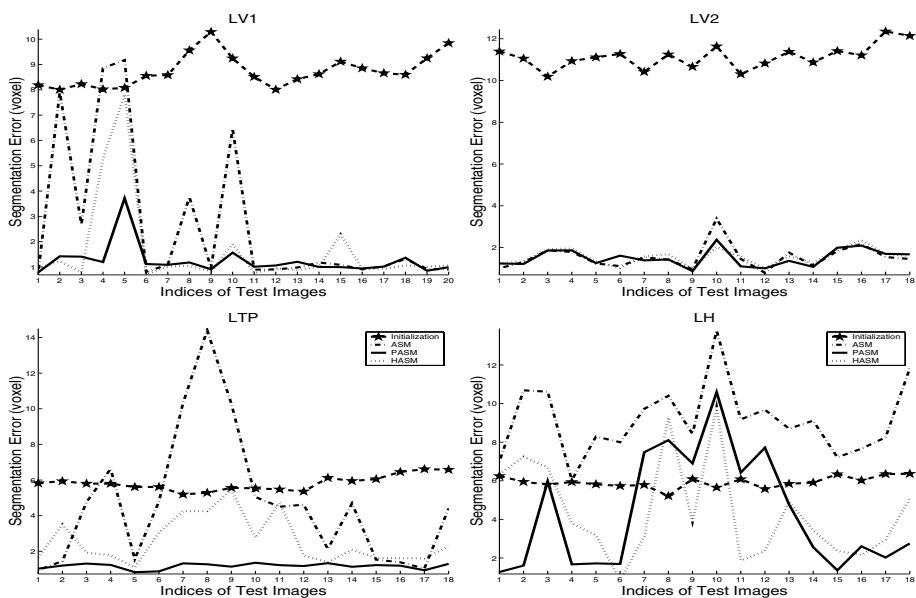 LV1
Segmentation Error (voxel)
10
9
8
7
6
5
4
3
2
1
1 2 3 4 5 6 7 8 9 10 11 12 13 14 15 16 17 18 19 20
Indices of Test Images
LV2
Segmentation Error (voxel)
12
10
8
6
4
2
1 2 3 4 5 6 7 8 9 10 11 12 13 14 15 16 17 18
Indices of Test Images
LTP
Segmentation Error (voxel)
14
12
10
8
6
4
2
Initialization
ASM
PASM
HASM
1 2 3 4 5 6 7 8 9 10 11 12 13 14 15 16 17 18
Indices of Test Images
LH
Segmentation Error (voxel)
12
10
8
6
4
2
Initialization
ASM
PASM
HASM
1 2 3 4 5 6 7 8 9 10 11 12 13 14 15 16 17 18
Indices of Test Images